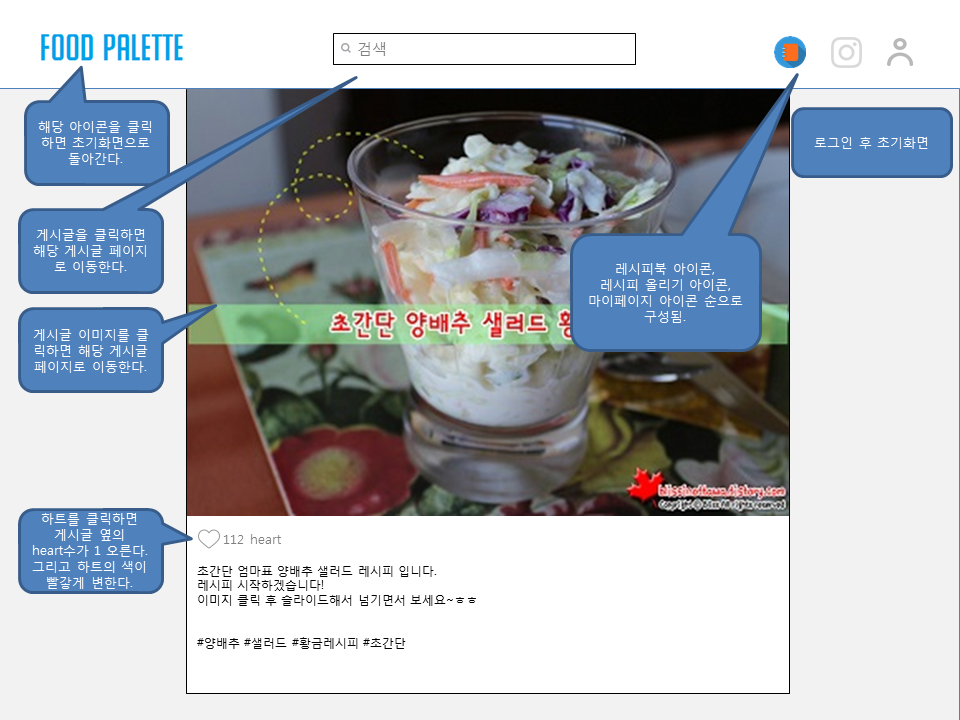 FOOD PALETTE
검색
해당 아이콘을 클릭
하면 초기화면으로
돌아간다.
로그인 후 초기화면
게시글을 클릭하면
해당 게시글 페이지
로 이동한다.
레시피북 아이콘,
레시피 올리기 아이콘,
마이페이지 아이콘 순으로
구성됨.
게시글 이미지를 클
릭하면 해당 게시글
페이지로 이동한다.
초간단 양배추 샐러드
blissinottawa.tistory.com
Copyright © bliss All rights reserved
하트를 클릭하면
게시글 옆의
heart수가 1 오른다.
그리고 하트의 색이
빨갛게 변한다.
112 heart
초간단 엄마표 양배추 샐러드 레시피 입니다.
레시피 시작하겠습니다!
이미지 클릭 후 슬라이드해서 넘기면서 보세요~ㅎㅎ
#양배추 #샐러드 #황금레시피 #초간단